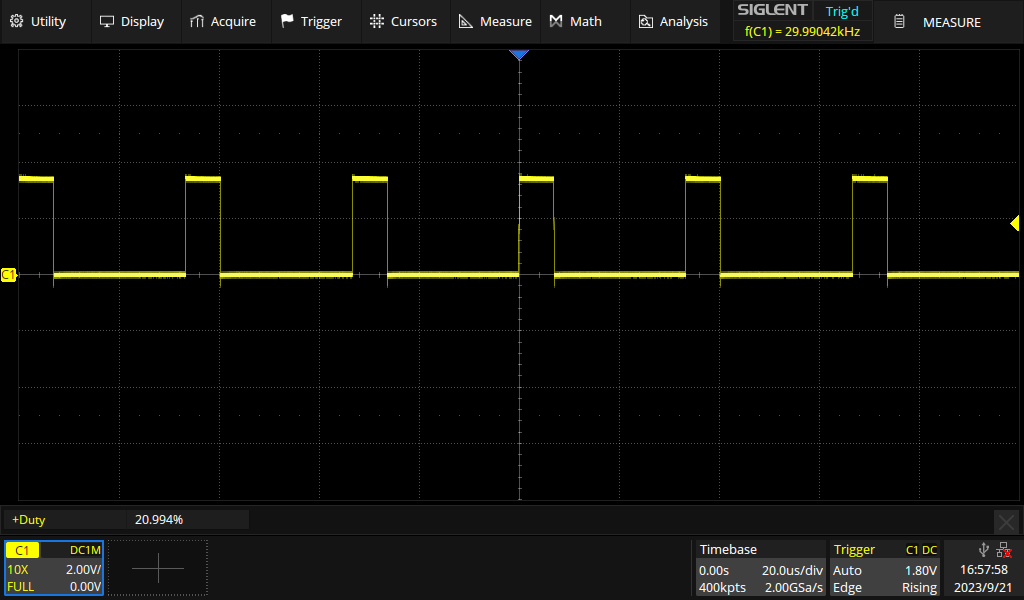 Utility
Display
Acquire
Trigger
Cursors
Measure
Math
Analysis
SIGLENT
Trig'd
f(C1) = 29.99042kHz
MEASURE
C1
+Duty 20.994%
C1 DC1M
10X 2.00V/
FULL 0.00V
Timebase
0.00s 20.0us/div
400kpts 2.00GSa/s
Trigger C1 DC
Auto 1.80V
Edge Rising
16:57:58
2023/9/21